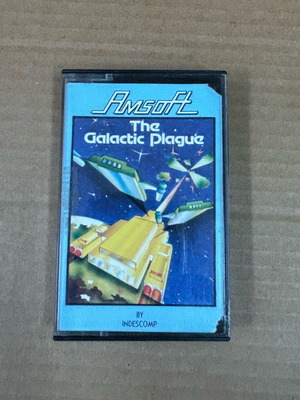 Amsoft
The
Galactic Plague
BY
INDESCOMP